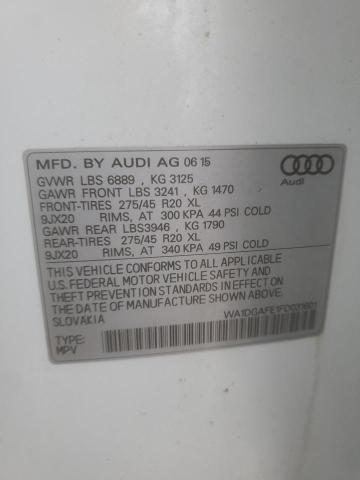 MFD. BY AUDI AG 06 15
GVWR LBS 6889 , KG 3125
GAWR FRONT LBS 3241 , KG 1470
FRONT-TIRES 275/45 R20 XL
9JX20 RIMS, AT 300 KPA 44 PSI COLD
GAWR REAR LBS3946 , KG 1790
REAR-TIRES 275/45 R20 XL
9JX20 RIMS, AT 340 KPA 49 PSI COLD
THIS VEHICLE CONFORMS TO ALL APPLICABLE
U.S. FEDERAL MOTOR VEHICLE SAFETY AND
THEFT PREVENTION STANDARDS IN EFFECT ON
THE DATE OF MANUFACTURE SHOWN ABOVE.
SLOVAKIA
WA1DGAFE1FD031601
TYPE:
MPV
Audi